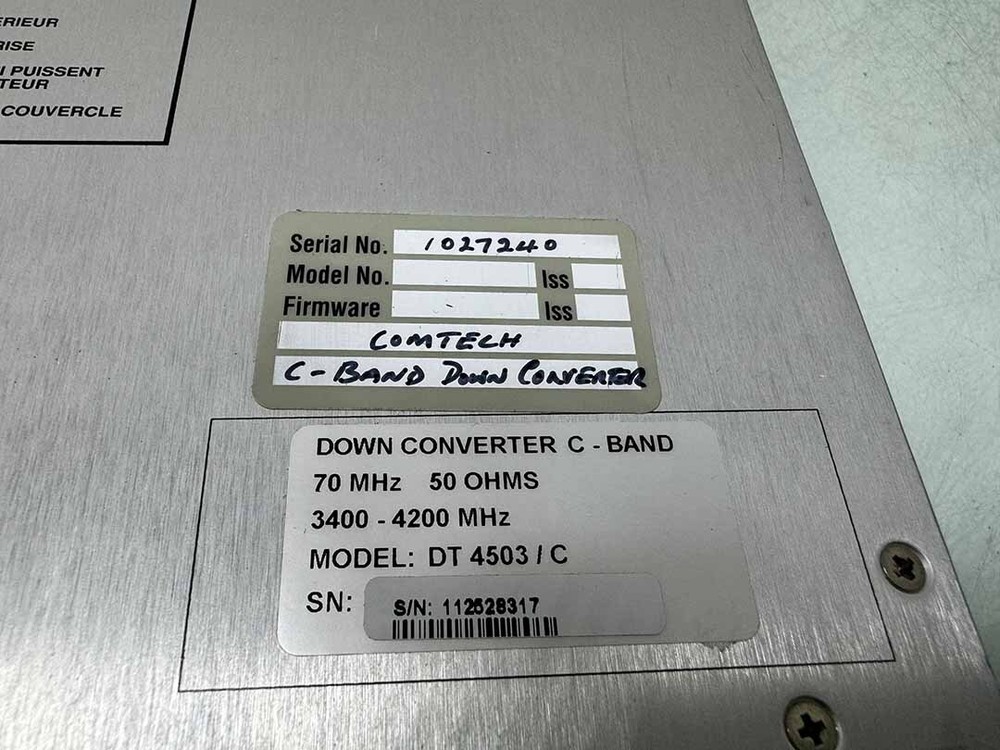 ERIEUR
RISE
I PUISSENT
TEUR
COUVERCLE
Serial No. 1027240
Model No. Iss
Firmware Iss
COMTECH
C-BAND DOWN CONVERTER
DOWN CONVERTER C - BAND
70 MHz 50 OHMS
3400 - 4200 MHz
MODEL: DT 4503 / C
SN: S/N: 112528317